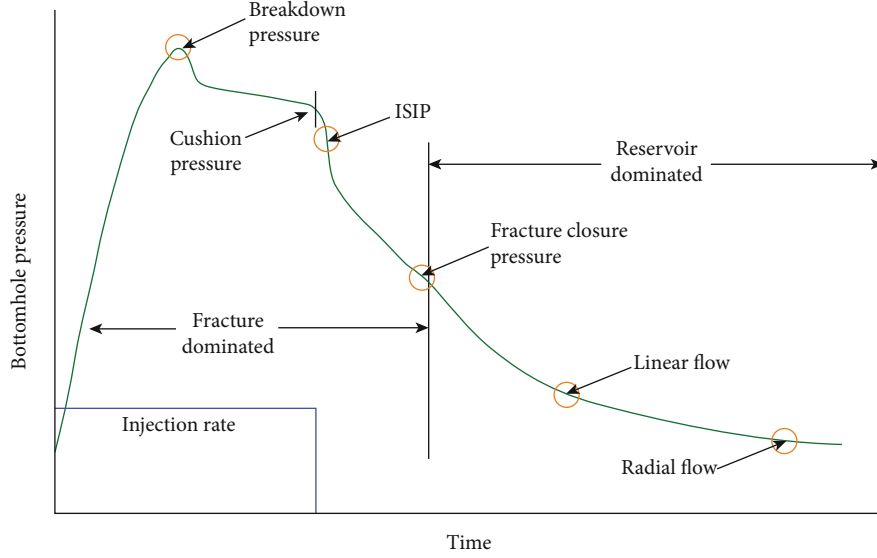 Breakdown
pressure
Cushion
pressure
ISIP
Reservoir
dominated
Fracture closure
pressure
Fracture
dominated
Linear flow
Radial flow
Injection rate
Bottomhole pressure
Time